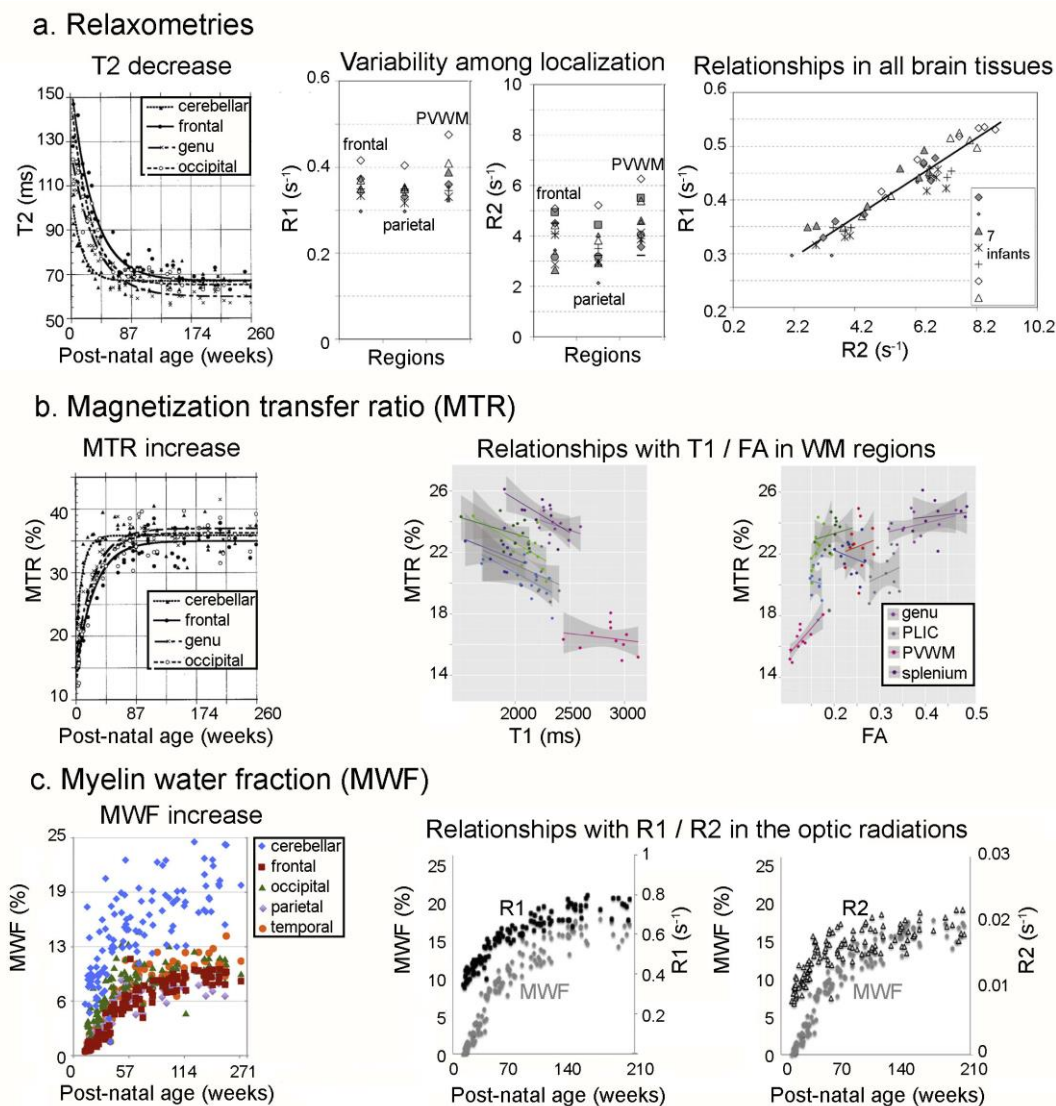 a. Relaxometries
T2 decrease
Variability among localization
Relationships in all brain tissues
T2 (ms)
150
130
110
90
70
50
0 87 174 260
Post-natal age (weeks)
cerebellar
frontal
genu
occipital
R1 (s⁻¹)
0.6
0.4
0.2
0
frontal
PVWM
parietal
Regions
R2 (s⁻¹)
10
8
6
4
2
0
frontal
PVWM
parietal
Regions
R1 (s⁻¹)
0.6
0.5
0.4
0.3
0.2
0.2 2.2 4.2 6.2 8.2 10.2
R2 (s⁻¹)
7
infants
b. Magnetization transfer ratio (MTR)
MTR increase
Relationships with T1 / FA in WM regions
MTR (%)
40
30
20
10
0 87 174 260
Post-natal age (weeks)
cerebellar
frontal
genu
occipital
MTR (%)
26
22
18
14
2000 2500 3000
T1 (ms)
MTR (%)
26
22
18
14
0.2 0.3 0.4 0.5
FA
genu
PLIC
PVWM
splenium
c. Myelin water fraction (MWF)
MWF increase
Relationships with R1 / R2 in the optic radiations
MWF (%)
25
19
13
6
0
0 57 114 271
Post-natal age (weeks)
cerebellar
frontal
occipital
parietal
temporal
MWF (%)
20
15
10
5
0
R1
MWF
1
0.8
0.6
0.4
0.2
R1 (s⁻¹)
0 70 140 210
Post-natal age (weeks)
MWF (%)
20
15
10
5
0
R2
MWF
0.03
0.02
0.01
0
R2 (s⁻¹)
0 70 140 210
Post-natal age (weeks)